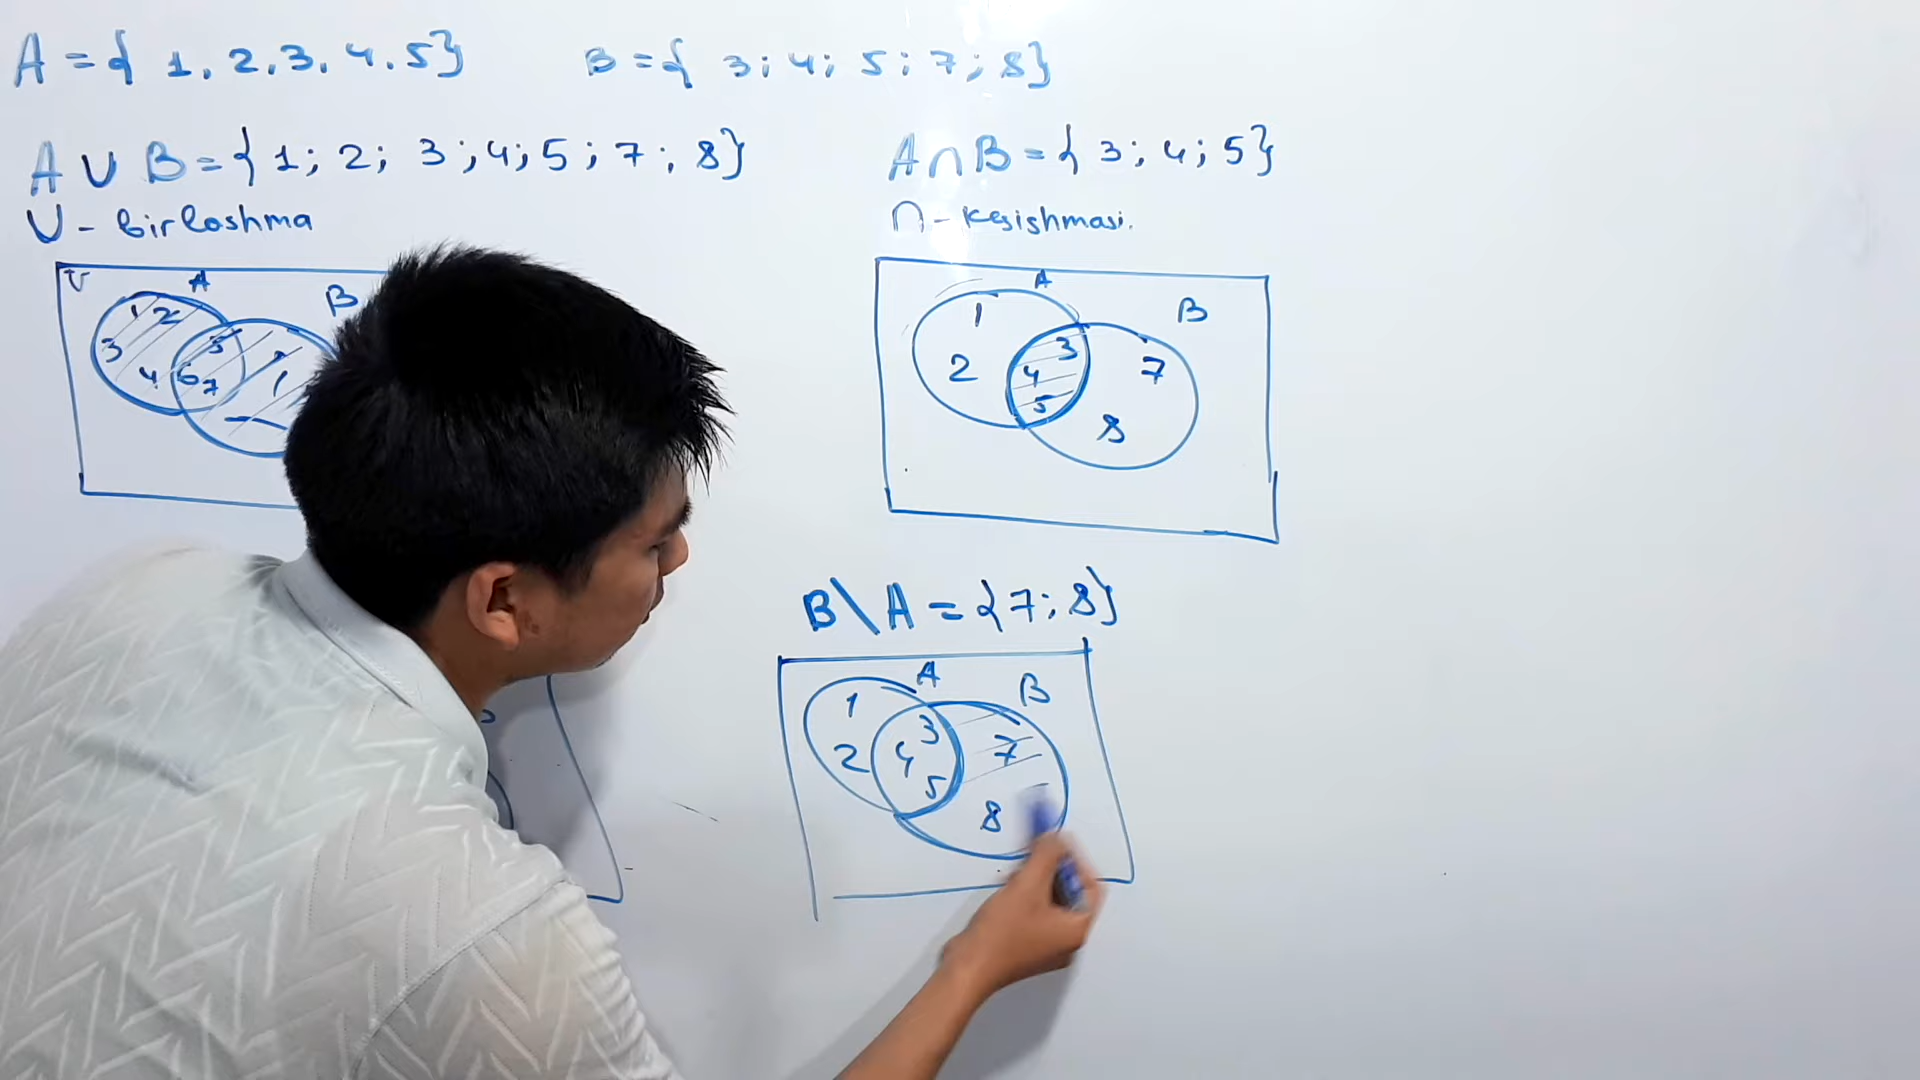 A = { 1, 2, 3, 4, 5}
B = { 3; 4; 5; 7; 8}
A ∪ B = { 1; 2; 3; 4; 5; 7; 8}
A ∩ B = { 3; 4; 5}
∪ - birlashma
∩ - kesishmasi.
U A B
1 2
3 5
4 6 7 1
A B
1
3
2 4 7
5
8
B \ A = {7; 8}
A B
1
3
2 4 7
5
8